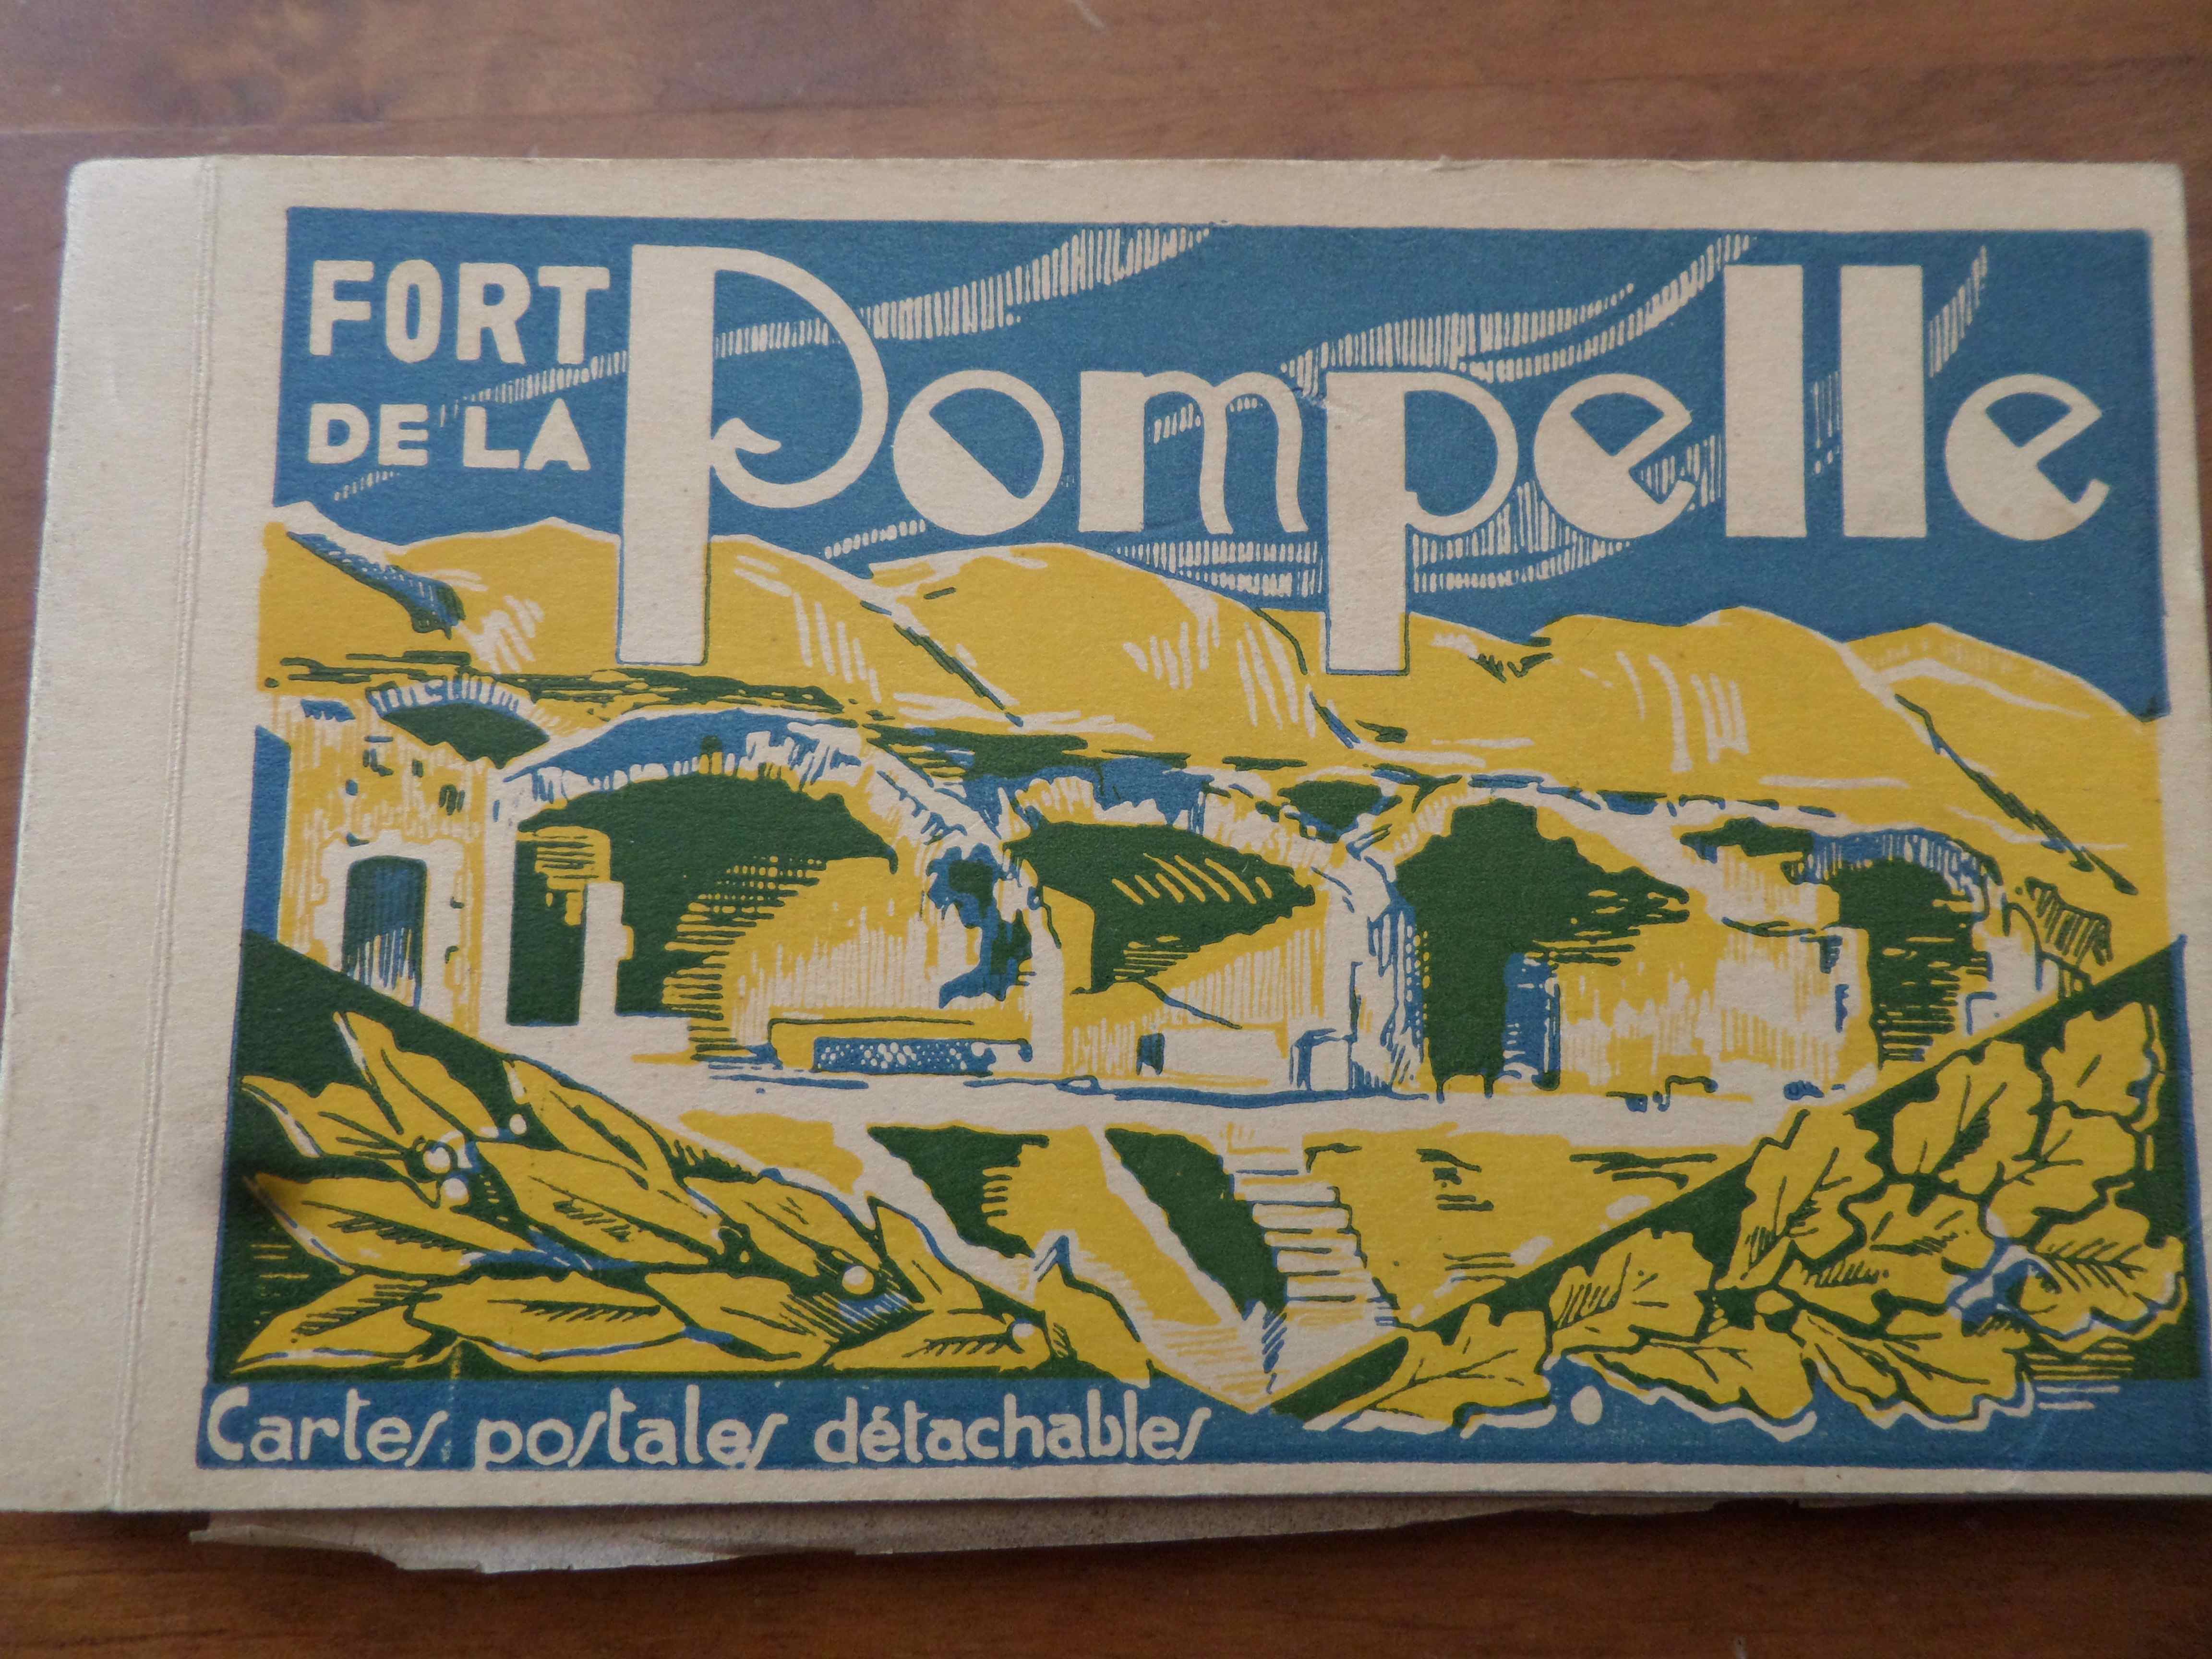 FORT
DE LA
Pompelle
Cartes postales détachables